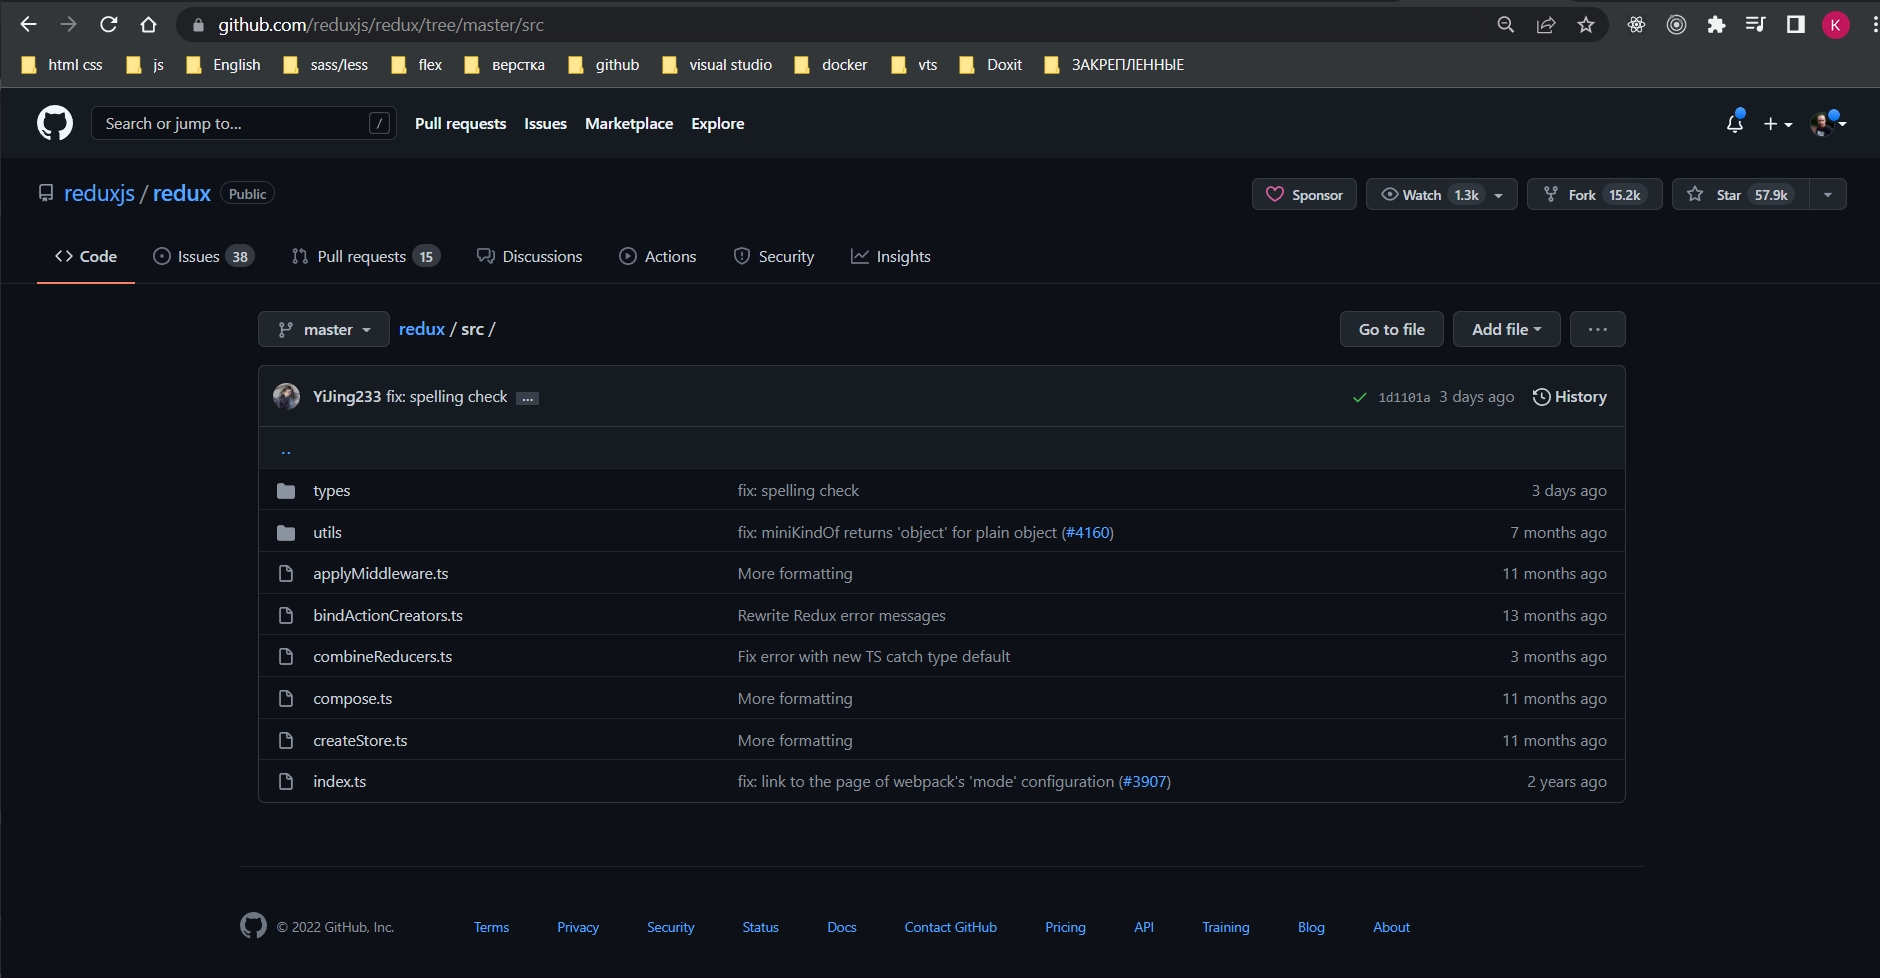 github.com/reduxjs/redux/tree/master/src
K
html css js English sass/less flex верстка github visual studio docker vts Doxit ЗАКРЕПЛЕННЫЕ
Search or jump to... / Pull requests Issues Marketplace Explore
reduxjs / redux Public Sponsor Watch 1.3k Fork 15.2k Star 57.9k
Code Issues 38 Pull requests 15 Discussions Actions Security Insights
master redux / src / Go to file Add file ...
YiJing233 fix: spelling check ... 1d1101a 3 days ago History
..
types fix: spelling check 3 days ago
utils fix: miniKindOf returns 'object' for plain object (#4160) 7 months ago
applyMiddleware.ts More formatting 11 months ago
bindActionCreators.ts Rewrite Redux error messages 13 months ago
combineReducers.ts Fix error with new TS catch type default 3 months ago
compose.ts More formatting 11 months ago
createStore.ts More formatting 11 months ago
index.ts fix: link to the page of webpack's 'mode' configuration (#3907) 2 years ago
© 2022 GitHub, Inc. Terms Privacy Security Status Docs Contact GitHub Pricing API Training Blog About